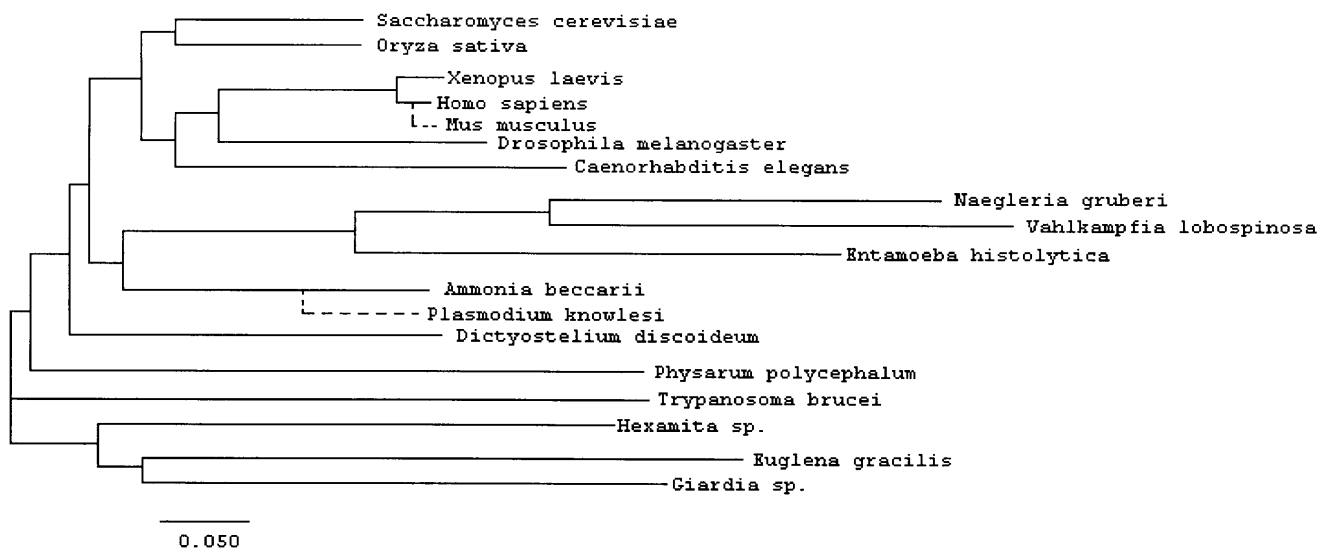 Saccharomyces cerevisiae
Oryza sativa
Xenopus laevis
Homo sapiens
Mus musculus
Drosophila melanogaster
Caenorhabditis elegans
Naegleria gruberi
Vahlkampfia lobospinosa
Entamoeba histolytica
Ammonia beccarii
Plasmodium knowlesi
Dictyostelium discoideum
Physarum polycephalum
Trypanosoma brucei
Hexamita sp.
Euglena gracilis
Giardia sp.
0.050